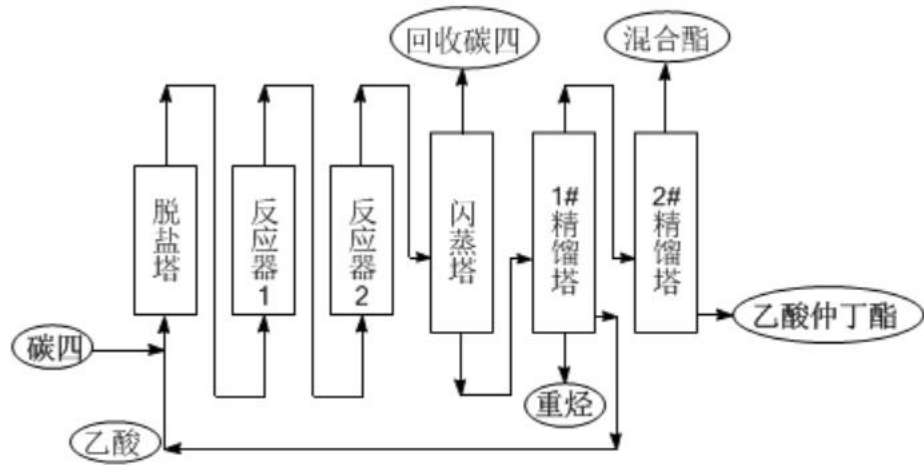 回收碳四
混合酯
脱盐塔
反应器1
反应器2
闪蒸塔
1#精馏塔
2#精馏塔
碳四
乙酸
重烃
乙酸仲丁酯